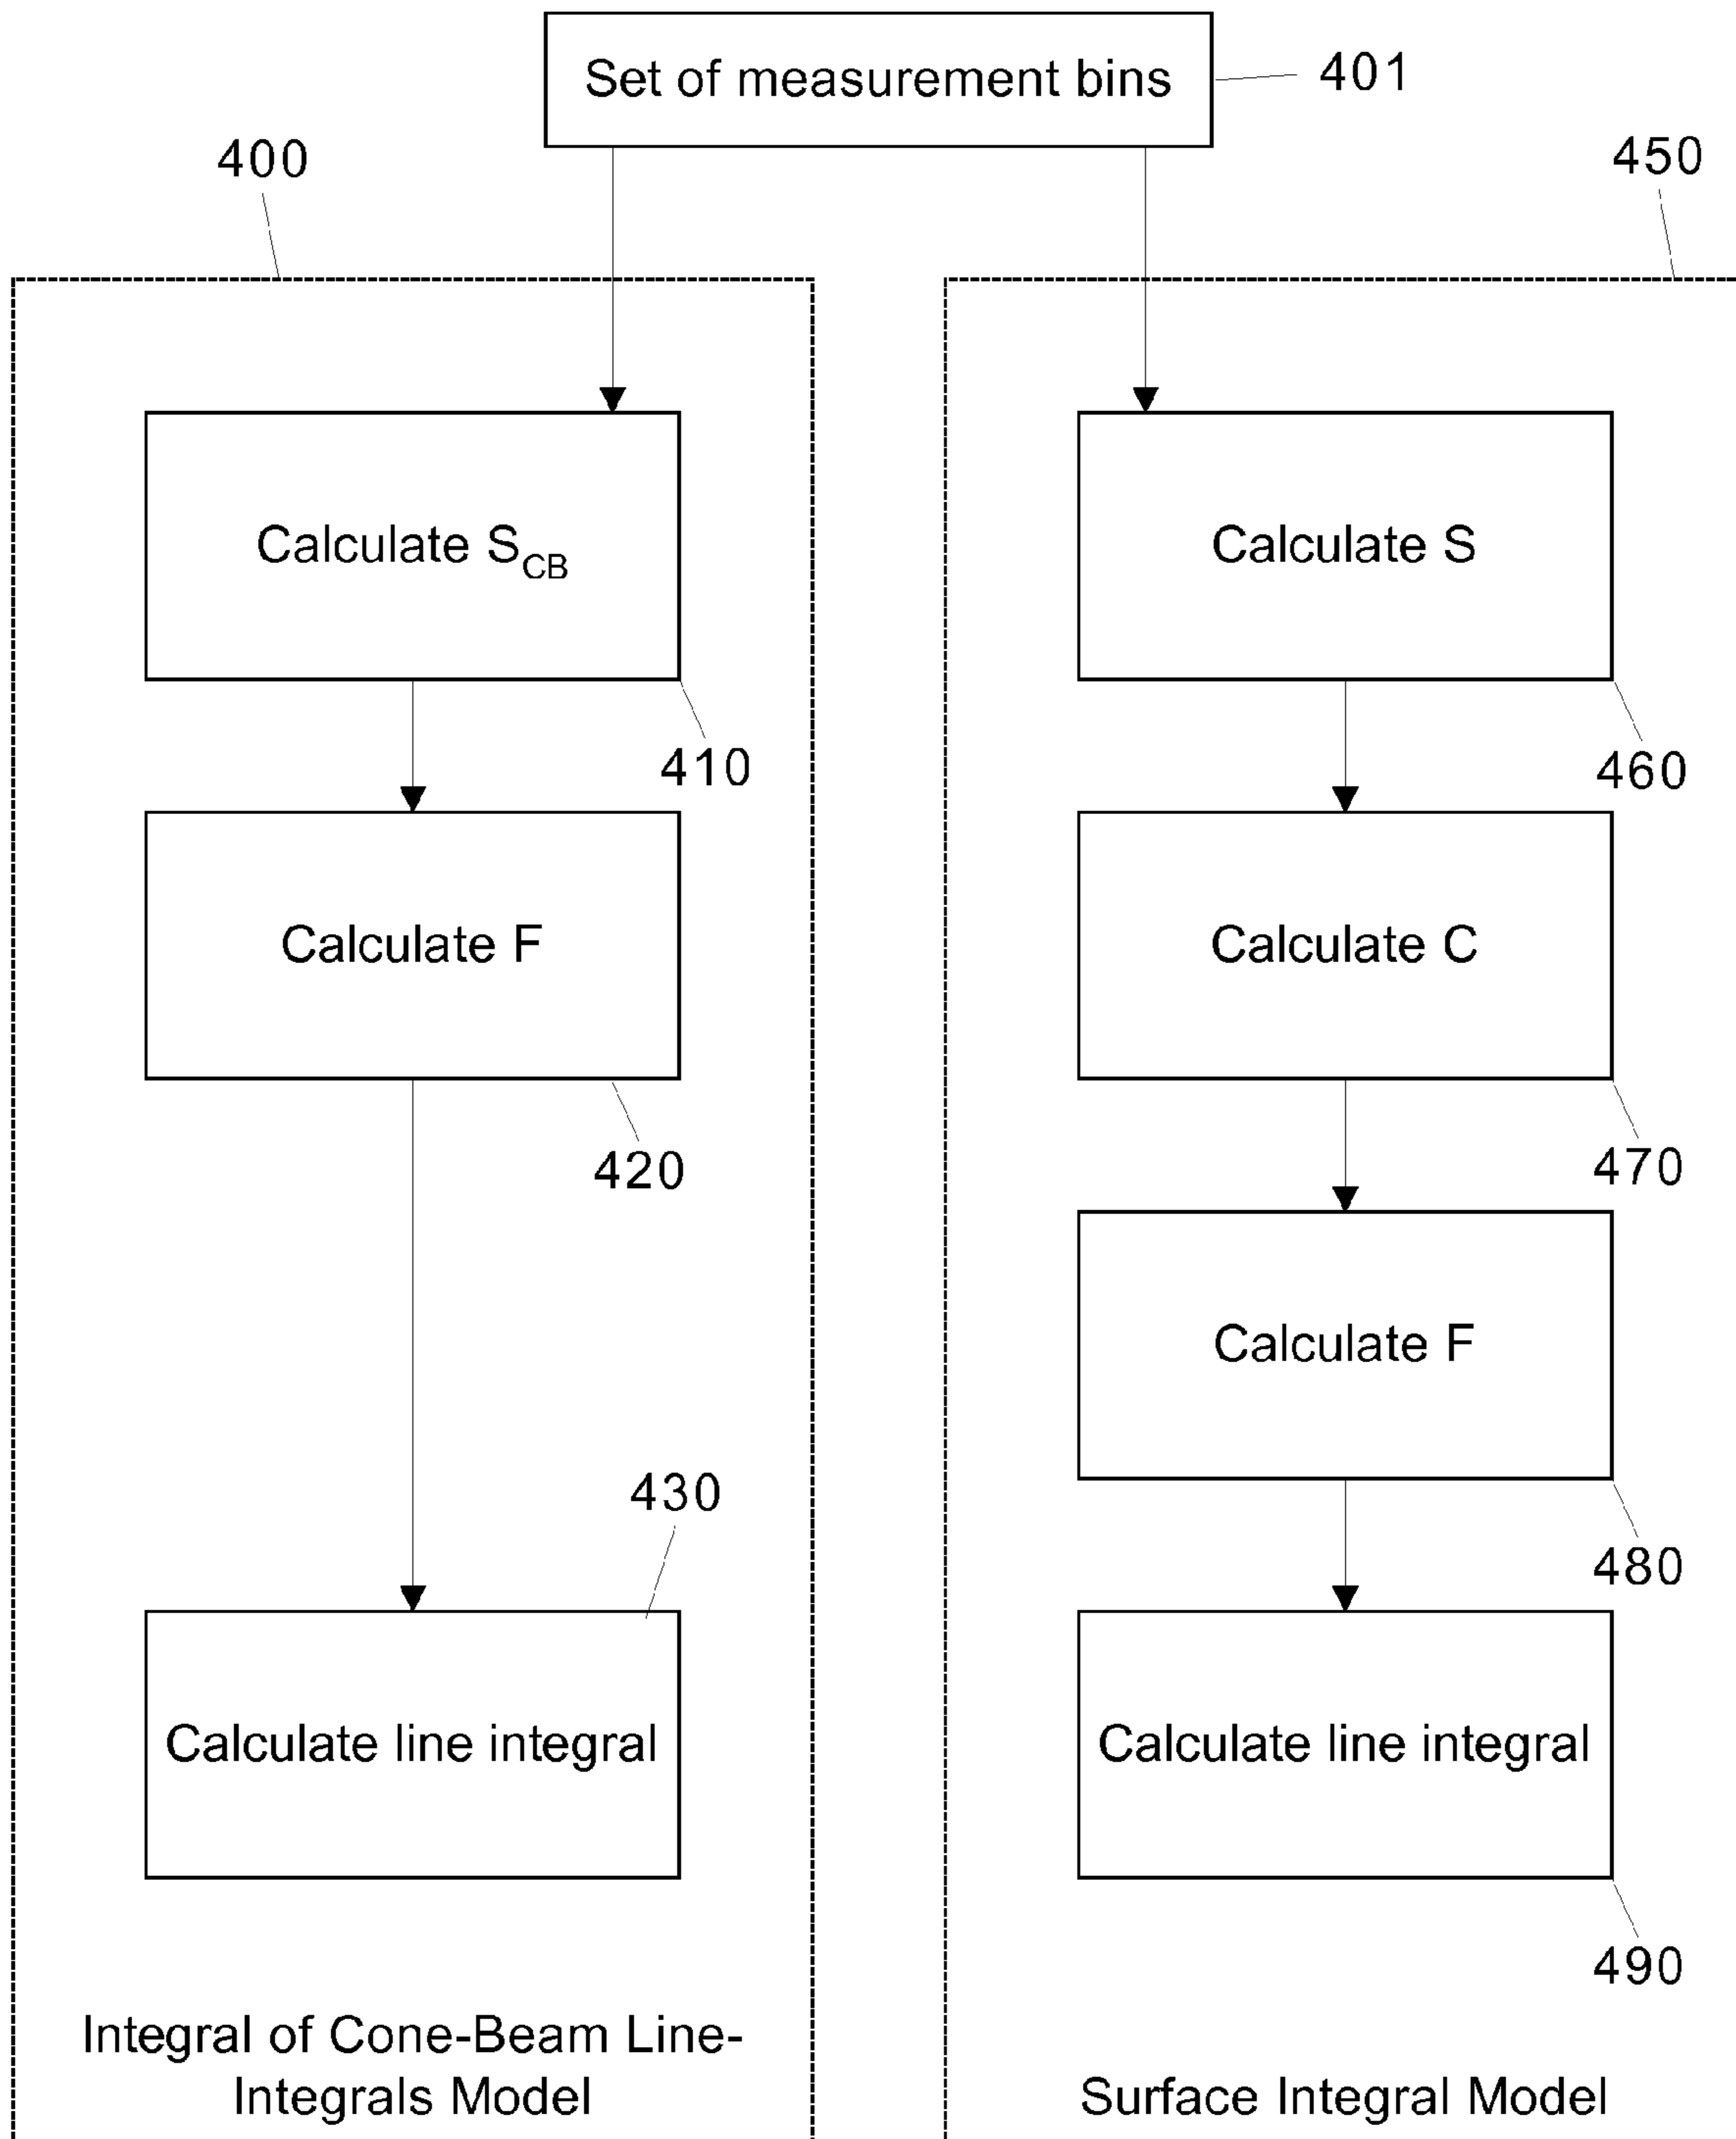 Set of measurement bins
401
400
450
Calculate S_CB
410
Calculate S
460
Calculate F
420
Calculate C
470
Calculate F
480
430
Calculate line integral
Calculate line integral
490
Integral of Cone-Beam Line-
Integrals Model
Surface Integral Model